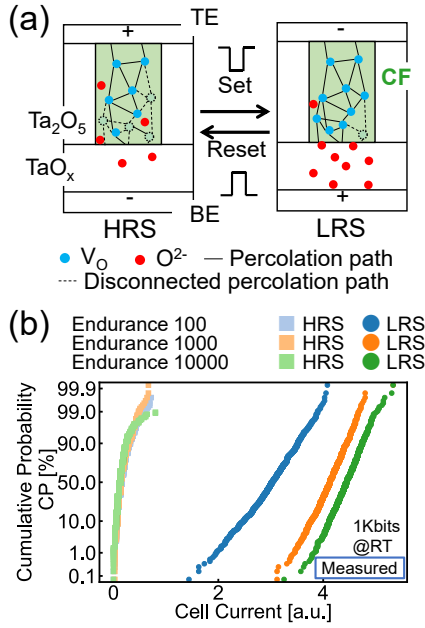 (a)
TE
+
-
Set
CF
Ta₂O₅
Reset
TaOₓ
-
BE
+
HRS
LRS
V_O O²⁻ Percolation path
Disconnected percolation path
(b)
Endurance 100 HRS LRS
Endurance 1000 HRS LRS
Endurance 10000 HRS LRS
99.9
99.0
90.0
50.0
10.0
1.0
0.1
Cumulative Probability
CP [%]
1Kbits
@RT
Measured
0 2 4
Cell Current [a.u.]